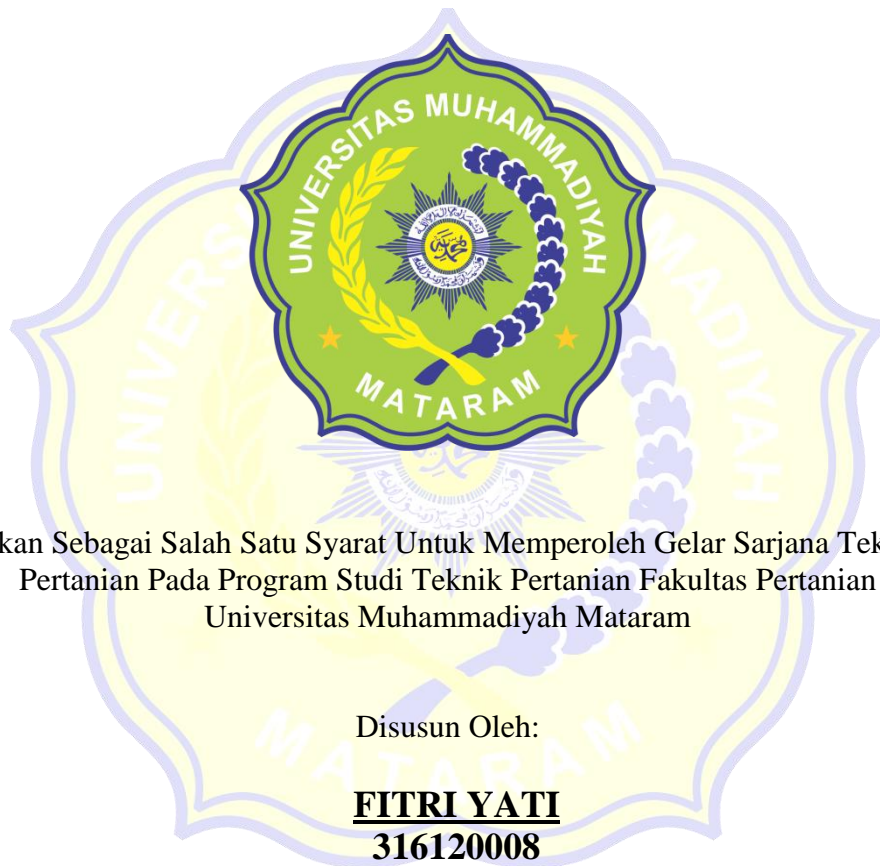 UNIVERSITAS MUHAMMADIYAH
MATARAM
kan Sebagai Salah Satu Syarat Untuk Memperoleh Gelar Sarjana Tek
Pertanian Pada Program Studi Teknik Pertanian Fakultas Pertanian
Universitas Muhammadiyah Mataram
Disusun Oleh:
FITRI YATI
316120008